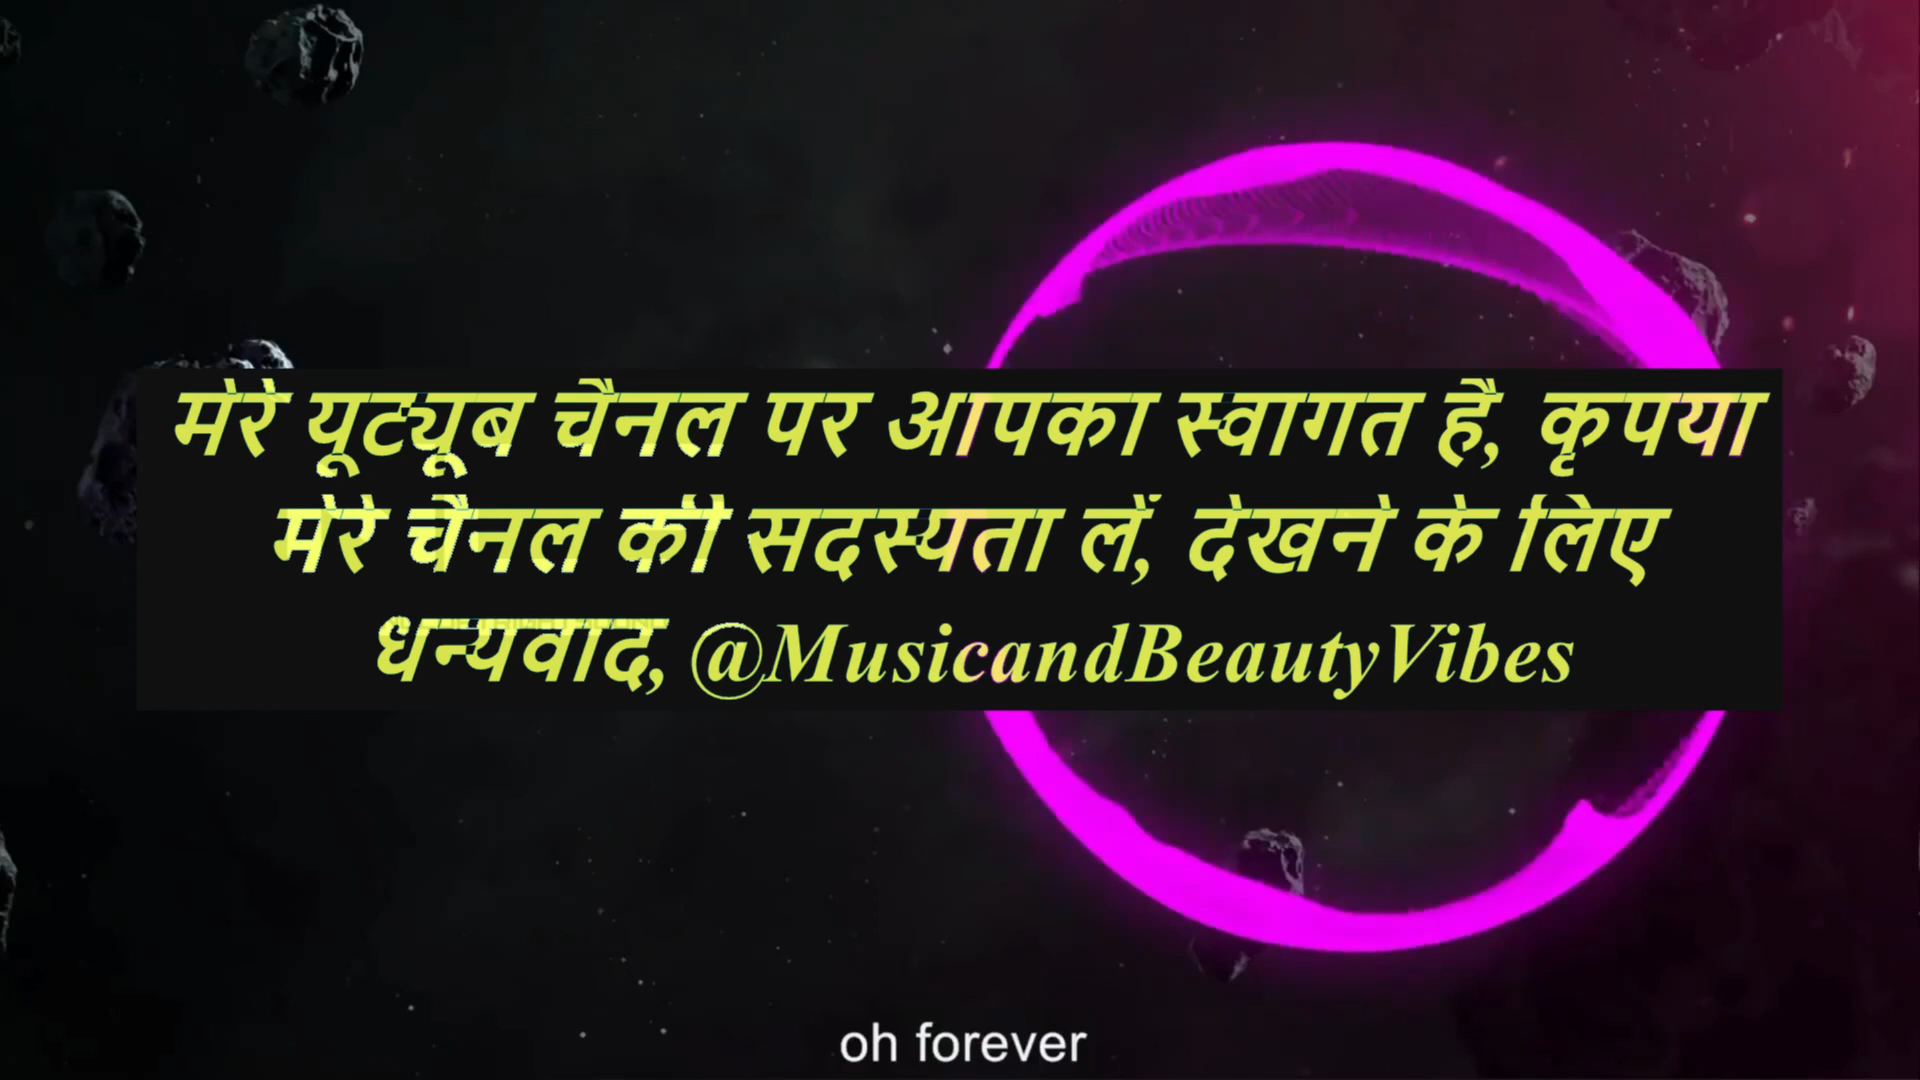 मेरे यूट्यूब चैनल पर आपका स्वागत है, कृपया
मेरे चैनल की सदस्यता लें, देखने के लिए
धन्यवाद, @MusicandBeautyVibes
oh forever